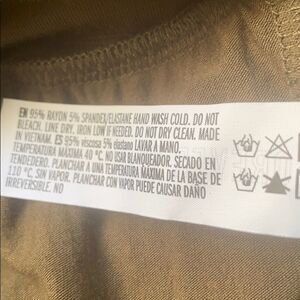 EN 95% RAYON 5% SPANDEX/ELASTANE HAND WASH COLD. DO NOT
BLEACH. LINE DRY. IRON LOW IF NEEDED. DO NOT DRY CLEAN. MADE
IN VIETNAM. ES 95% viscosa 5% elastano LAVAR A MANO.
TEMPERATURA MÁXIMA 40 °C. NO USAR BLANQUEADOR. SECADO EN
TENDEDERO. PLANCHAR A UNA TEMPERATURA MÁXIMA DE LA BASE DE
110 °C, SIN VAPOR. PLANCHAR CON VAPOR PUEDE CAUSAR DAÑO
IRREVERSIBLE. NO